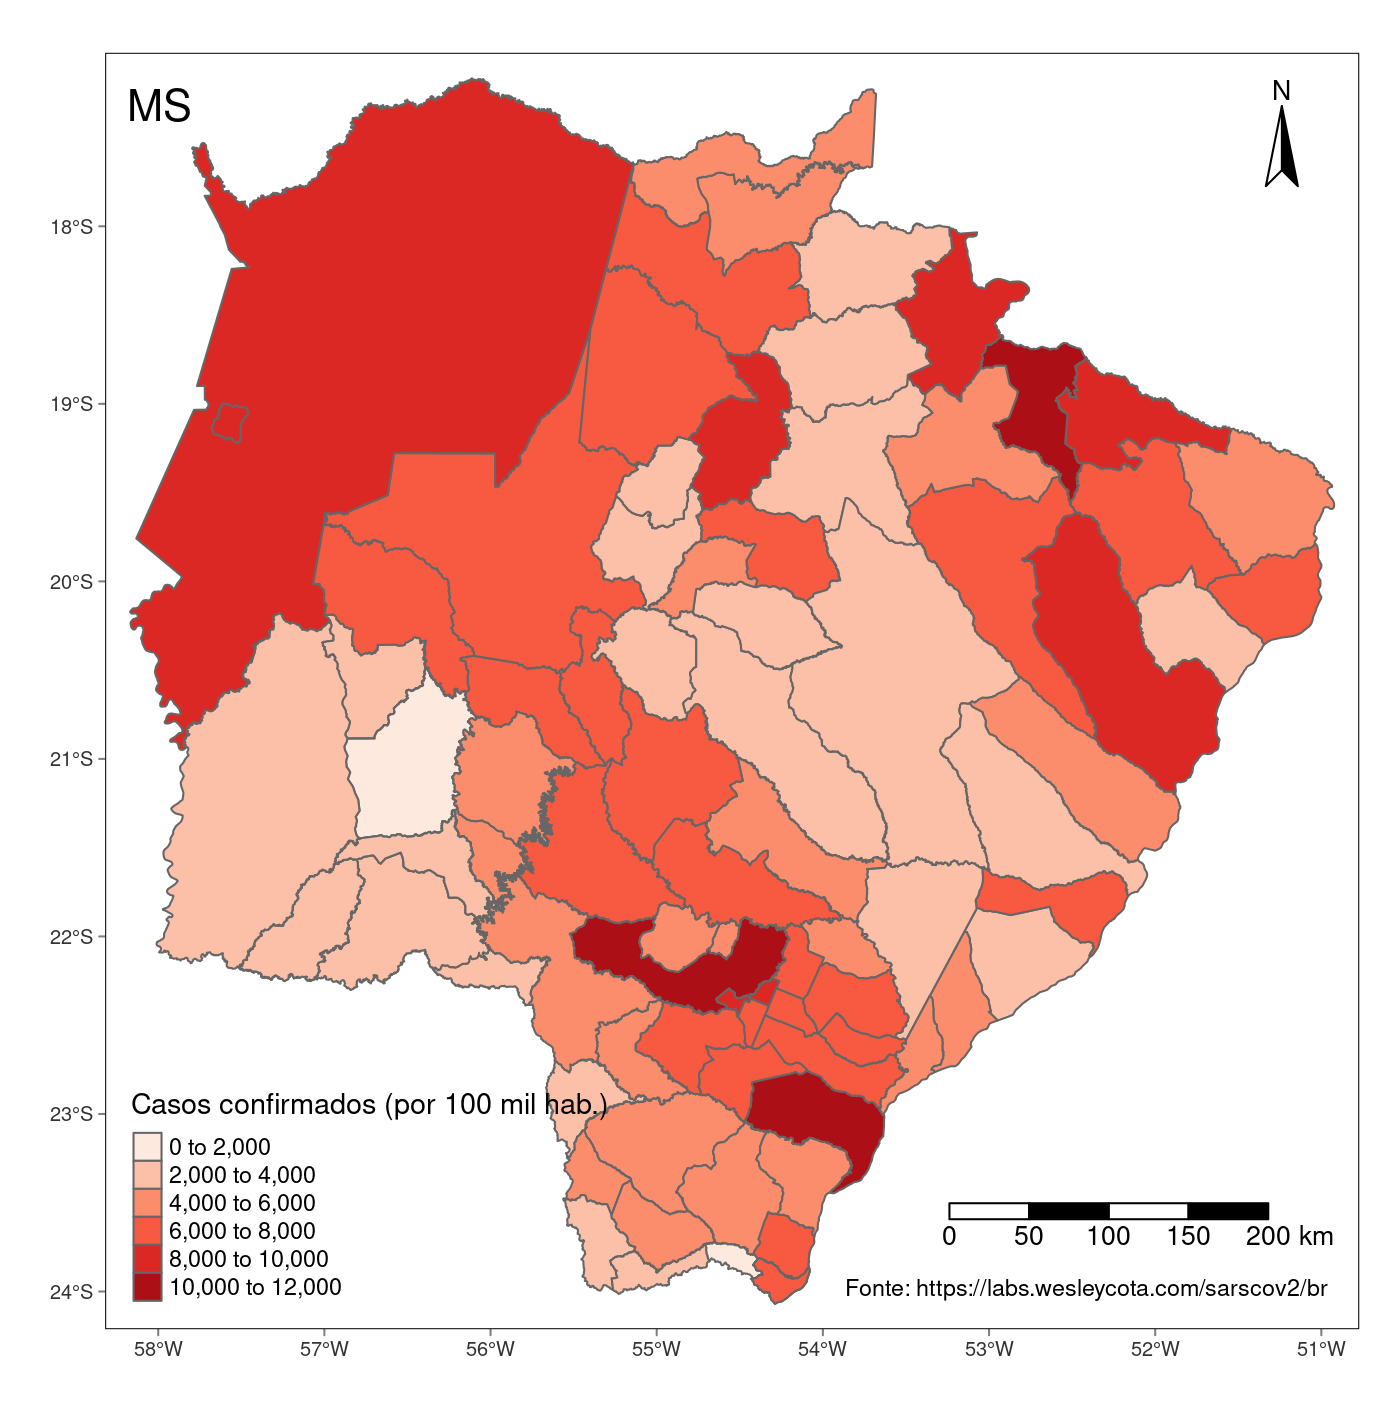 MS
N
18°S
19°S
20°S
21°S
22°S
23°S
24°S
Casos confirmados (por 100 mil hab.)
0 to 2,000
2,000 to 4,000
4,000 to 6,000
6,000 to 8,000
8,000 to 10,000
10,000 to 12,000
0 50 100 150 200 km
Fonte: https://labs.wesleycota.com/sarscov2/br
58°W 57°W 56°W 55°W 54°W 53°W 52°W 51°W